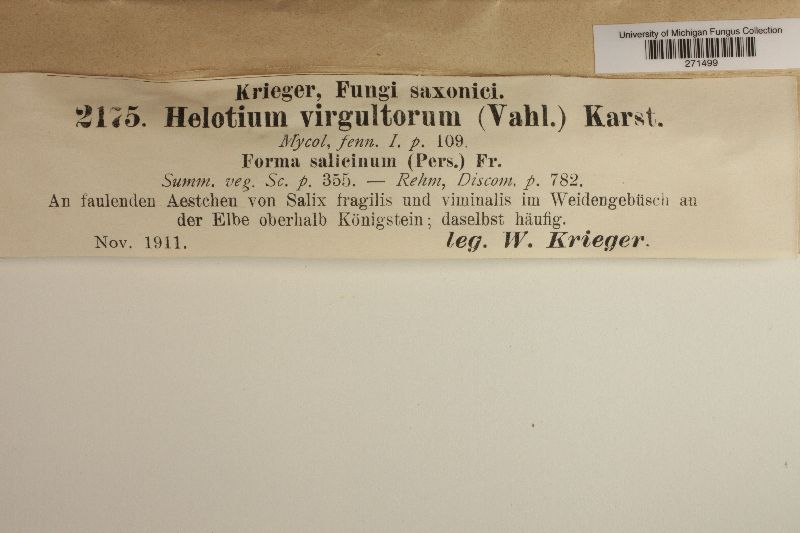 University of Michigan Fungus Collection
271499
Krieger, Fungi saxonici.
2175. Helotium virgultorum (Vahl.) Karst.
Mycol, fenn. I. p. 109.
Forma salicinum (Pers.) Fr.
Summ. veg. Sc. p. 355. — Rehm, Discom. p. 782.
An faulenden Aestchen von Salix fragilis und viminalis im Weidengebüsch an
der Elbe oberhalb Königstein; daselbst häufig.
Nov. 1911. leg. W. Krieger.